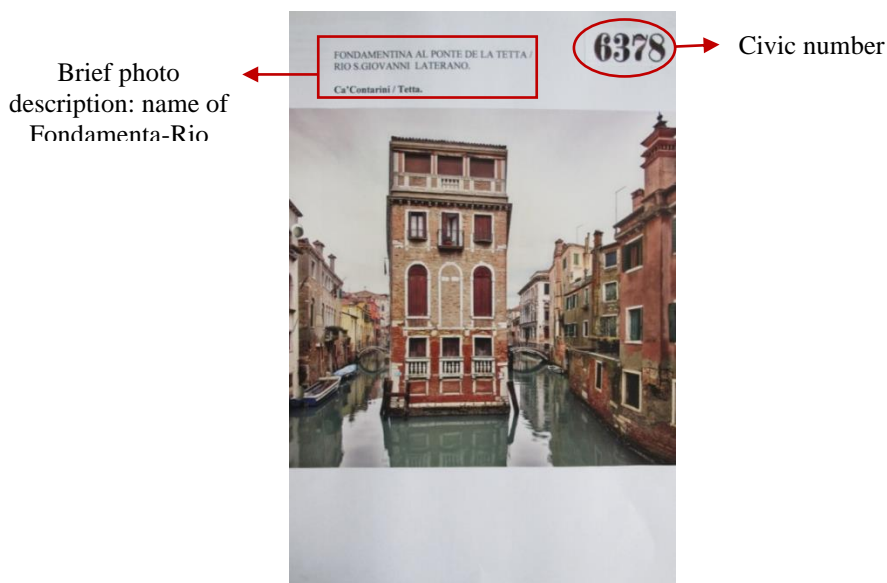 Brief photo
description: name of
Fondamenta-Rio
FONDAMENTINA AL PONTE DE LA TETTA /
RIO S.GIOVANNI LATERANO.
Ca'Contarini / Tetta.
6378
Civic number